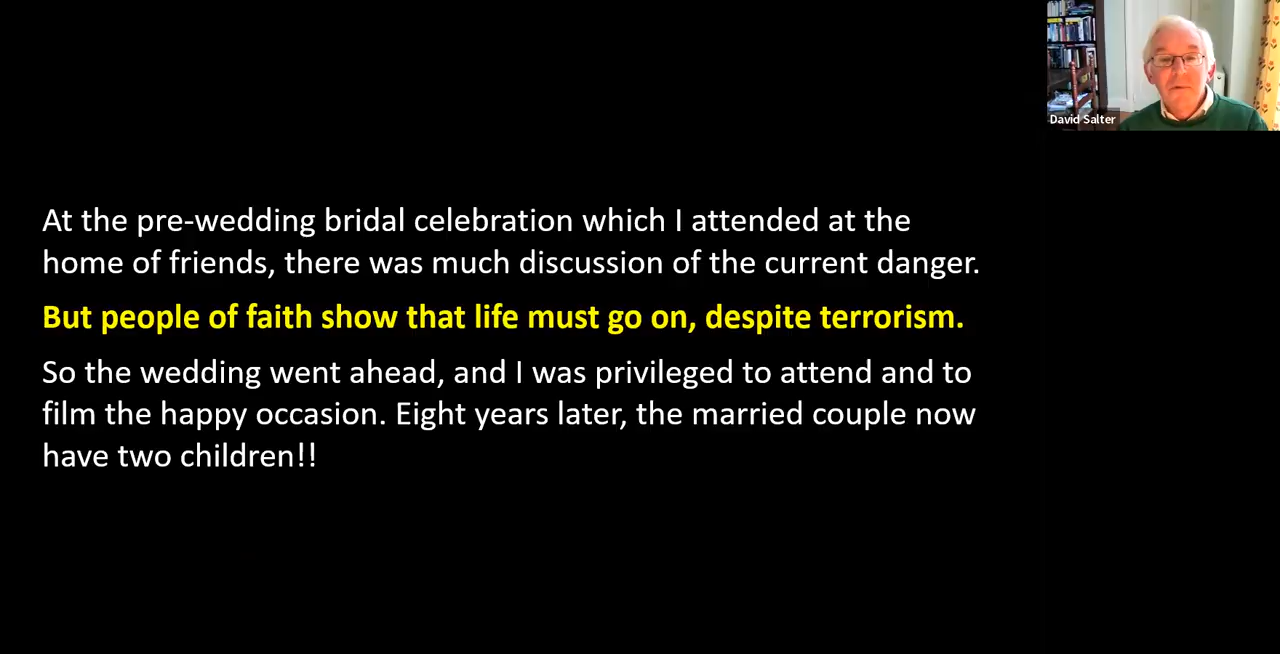 David Salter
At the pre-wedding bridal celebration which I attended at the
home of friends, there was much discussion of the current danger.
But people of faith show that life must go on, despite terrorism.
So the wedding went ahead, and I was privileged to attend and to
film the happy occasion. Eight years later, the married couple now
have two children!!